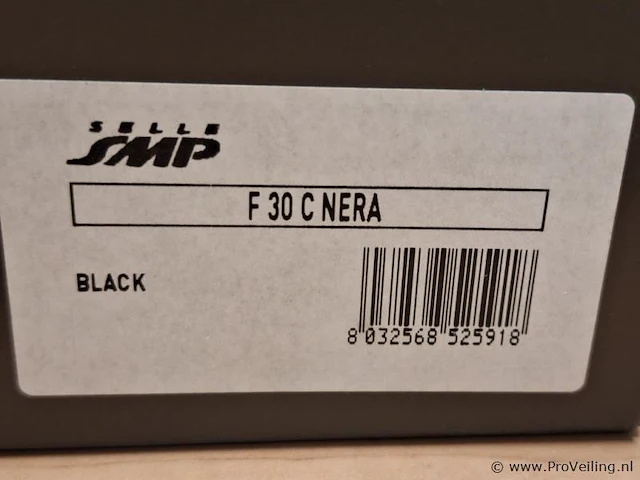 SELLE
SMP
F 30 C NERA
BLACK
8 032568 525918
© www.ProVeiling.nl